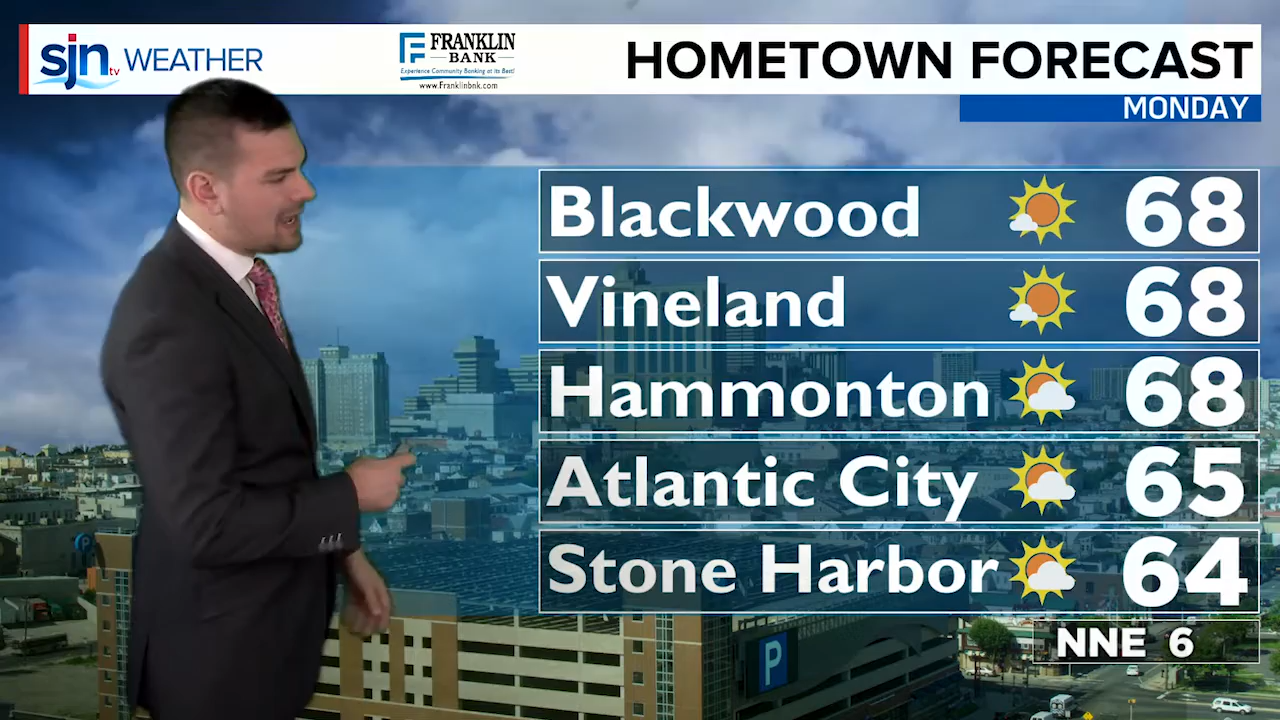 sjn tv WEATHER
FRANKLIN
BANK
Experience Community Banking at its Best!
www.Franklinbnk.com
HOMETOWN FORECAST
MONDAY
Blackwood 68
Vineland 68
Hammonton 68
Atlantic City 65
Stone Harbor 64
NNE 6
P